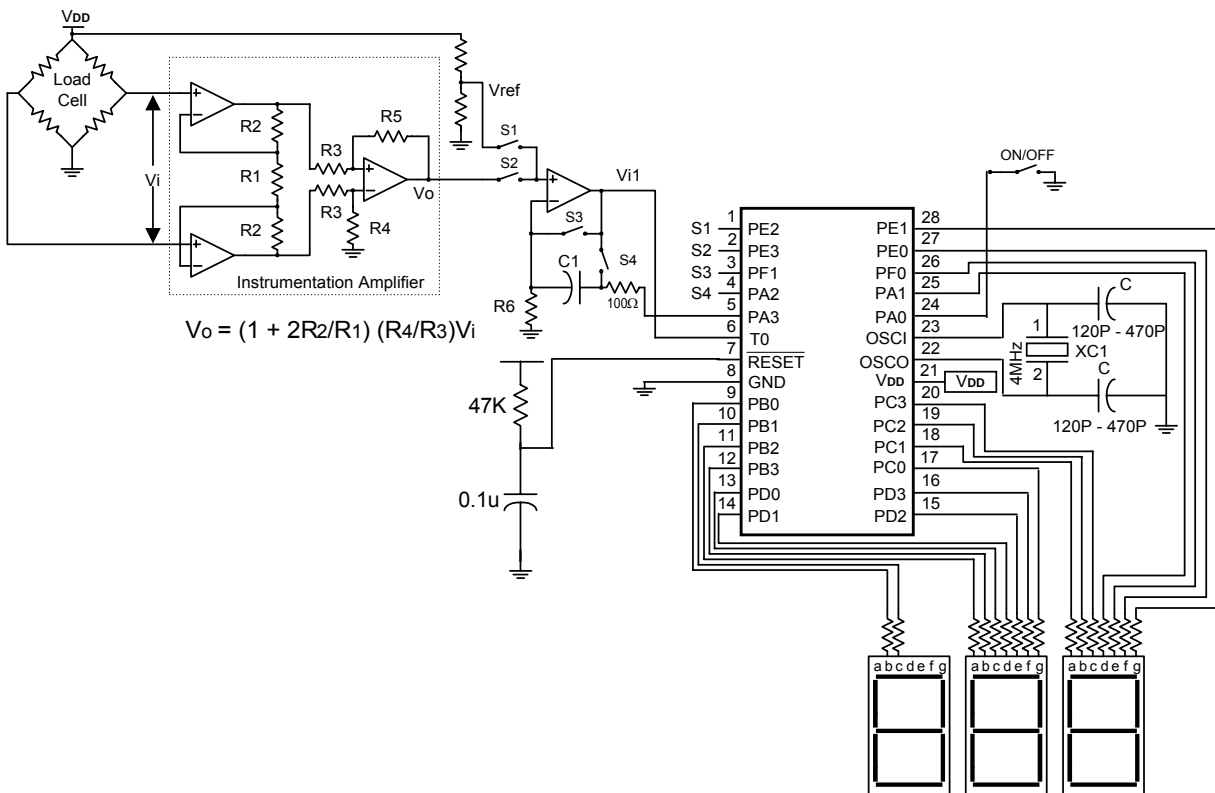 VDD
Load
Cell
Vi
R2
R1
R2
R3
R3
R5
R4
Vo
Instrumentation Amplifier
Vo = (1 + 2R2/R1) (R4/R3)Vi
Vref
S1
S2
Vi1
S3
S4
C1
R6
100Ω
47K
0.1u
ON/OFF
S1 1 PE2
S2 2 PE3
S3 3 PF1
S4 4 PA2
5 PA3
6 T0
7 RESET
8 GND
9 PB0
10 PB1
11 PB2
12 PB3
13 PD0
14 PD1
PE1 28
PE0 27
PF0 26
PA1 25
PA0 24
OSCI 23
OSCO 22
VDD 21 VDD
PC3 20
PC2 19
PC1 18
PC0 17
PD3 16
PD2 15
C
120P - 470P
1
4MHz
XC1
2
C
120P - 470P
abcdefg
abcdefg
abcdefg